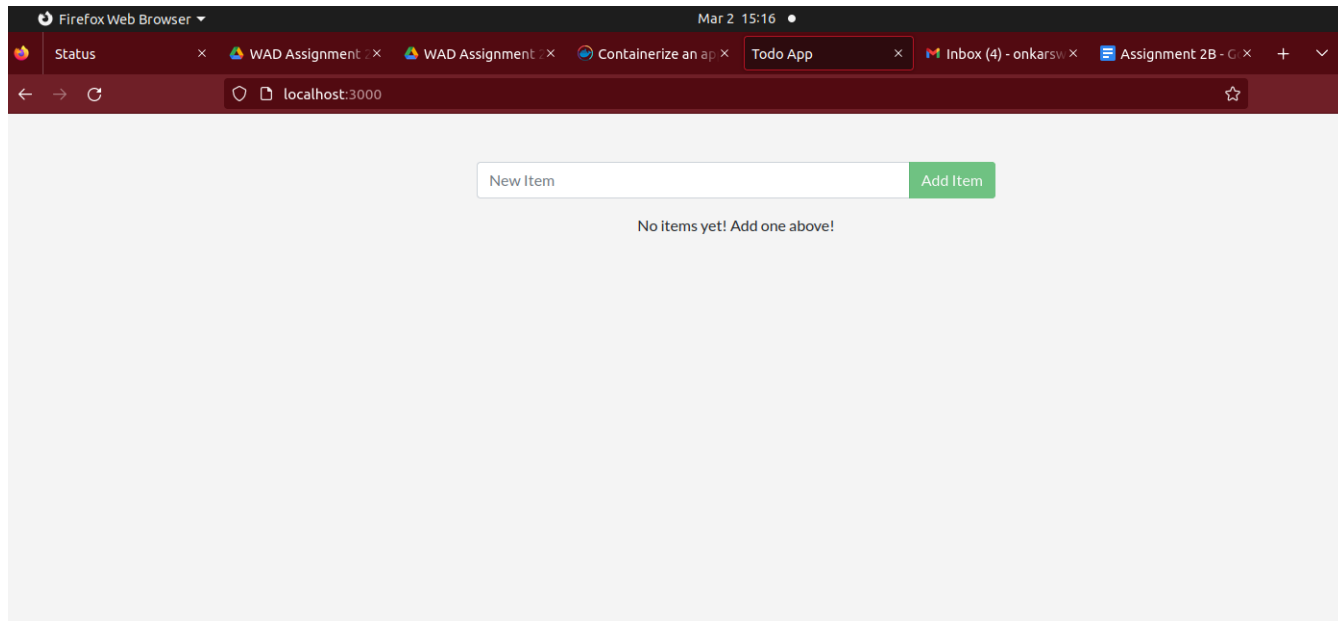 Firefox Web Browser
Mar 2 15:16
Status
WAD Assignment
WAD Assignment
Containerize an ap
Todo App
Inbox (4) - onkarsw
Assignment 2B - G
localhost:3000
New Item
Add Item
No items yet! Add one above!